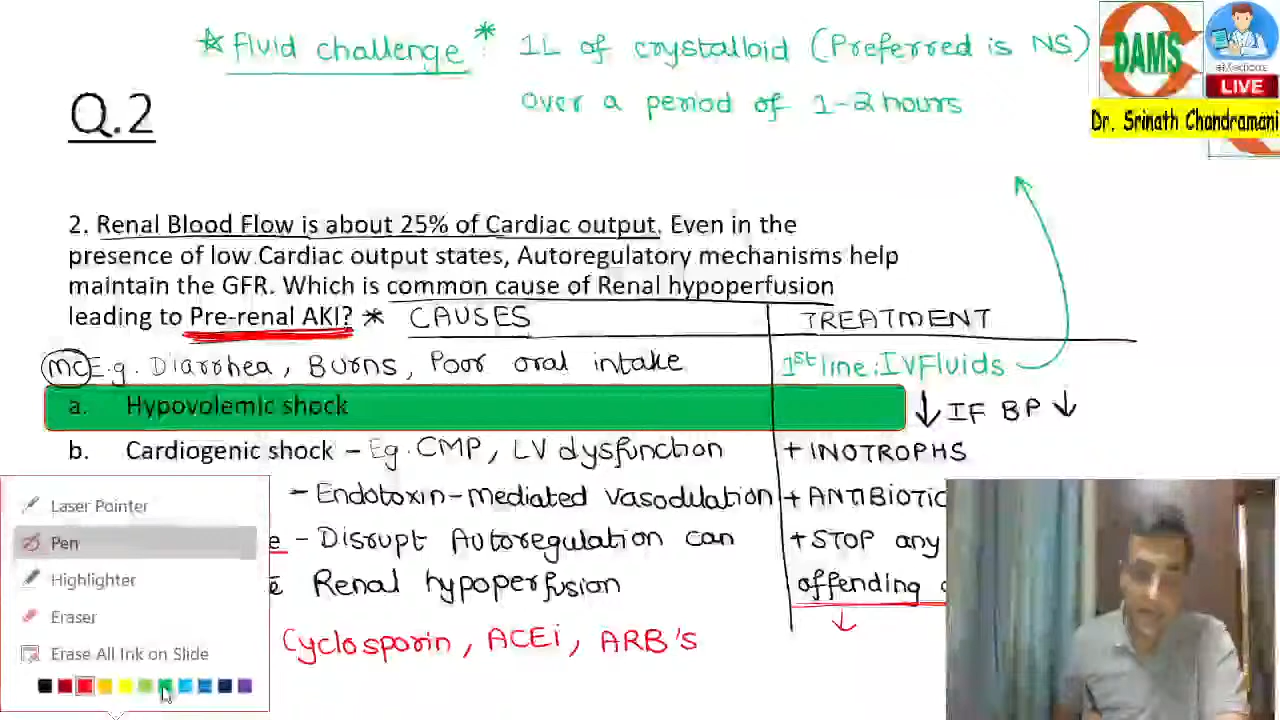 ☆ Fluid challenge * : 1L of crystalloid (Preferred is NS)
over a period of 1-2 hours
DAMS
eMedicoz
LIVE
Dr. Srinath Chandramani
Q.2
2. Renal Blood Flow is about 25% of Cardiac output. Even in the
presence of low Cardiac output states, Autoregulatory mechanisms help
maintain the GFR. Which is common cause of Renal hypoperfusion
leading to Pre-renal AKI? * CAUSES TREATMENT
MC E.g. Diarrhea, Burns, Poor oral intake 1st line: IV Fluids
a. Hypovolemic shock ↓ IF BP ↓
b. Cardiogenic shock – Eg. CMP, LV dysfunction + INOTROPHS
– Endotoxin-mediated vasodilation + ANTIBIOTIC
e – Disrupt Autoregulation can + STOP any
e Renal hypoperfusion offending
Cyclosporin, ACEi, ARB's ↓
Laser Pointer
Pen
Highlighter
Eraser
Erase All Ink on Slide